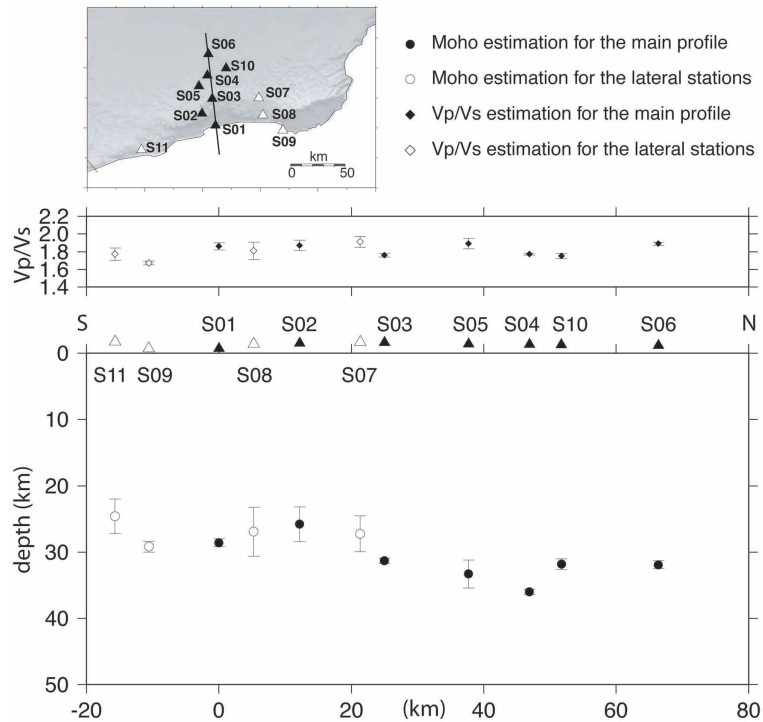 S06
S10
S04
S05
S03
S07
S02
S08
S01
S09
S11
km
0 50
Moho estimation for the main profile
Moho estimation for the lateral stations
Vp/Vs estimation for the main profile
Vp/Vs estimation for the lateral stations
Vp/Vs
2.2
2.0
1.8
1.6
1.4
S N
S01 S02 S03 S05 S04 S10 S06
S11 S09 S08 S07
depth (km)
0
10
20
30
40
50
-20 0 20 (km) 40 60 80